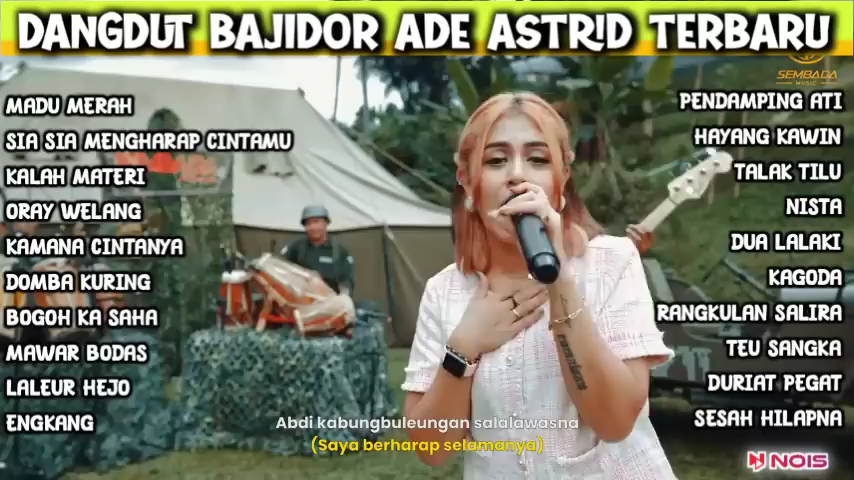 DANGDUT BAJIDOR ADE ASTRID TERBARU
SEMBADA
MUSIC
MADU MERAH
SIA SIA MENGHARAP CINTAMU
KALAH MATERI
ORAY WELANG
KAMANA CINTANYA
DOMBA KURING
BOGOH KA SAHA
MAWAR BODAS
LALEUR HEJO
ENGKANG
PENDAMPING ATI
HAYANG KAWIN
TALAK TILU
NISTA
DUA LALAKI
KAGODA
RANGKULAN SALIRA
TEU SANGKA
DURIAT PEGAT
SESAH HILAPNA
Abdi kabungbuleungan salalawasna
(Saya berharap selamanya)
NOIS